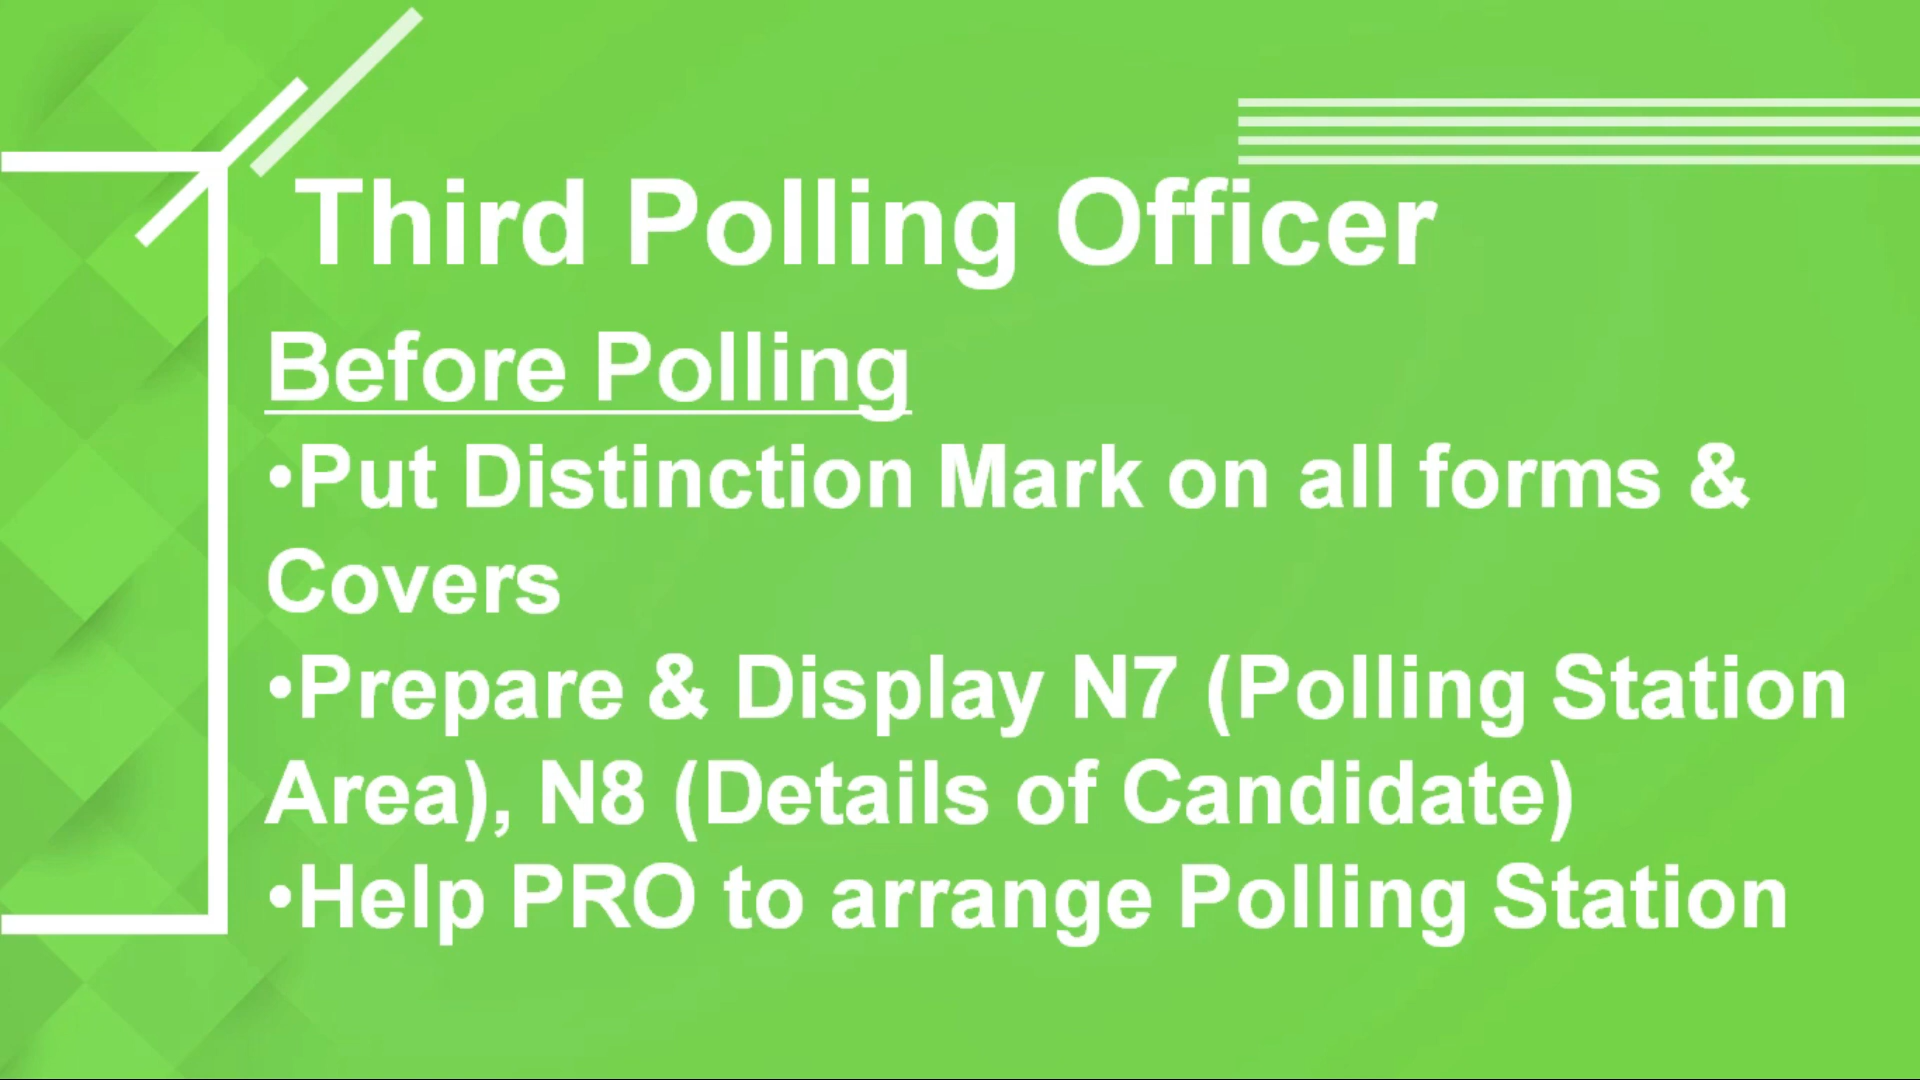 Third Polling Officer
Before Polling
•Put Distinction Mark on all forms &
Covers
•Prepare & Display N7 (Polling Station
Area), N8 (Details of Candidate)
•Help PRO to arrange Polling Station